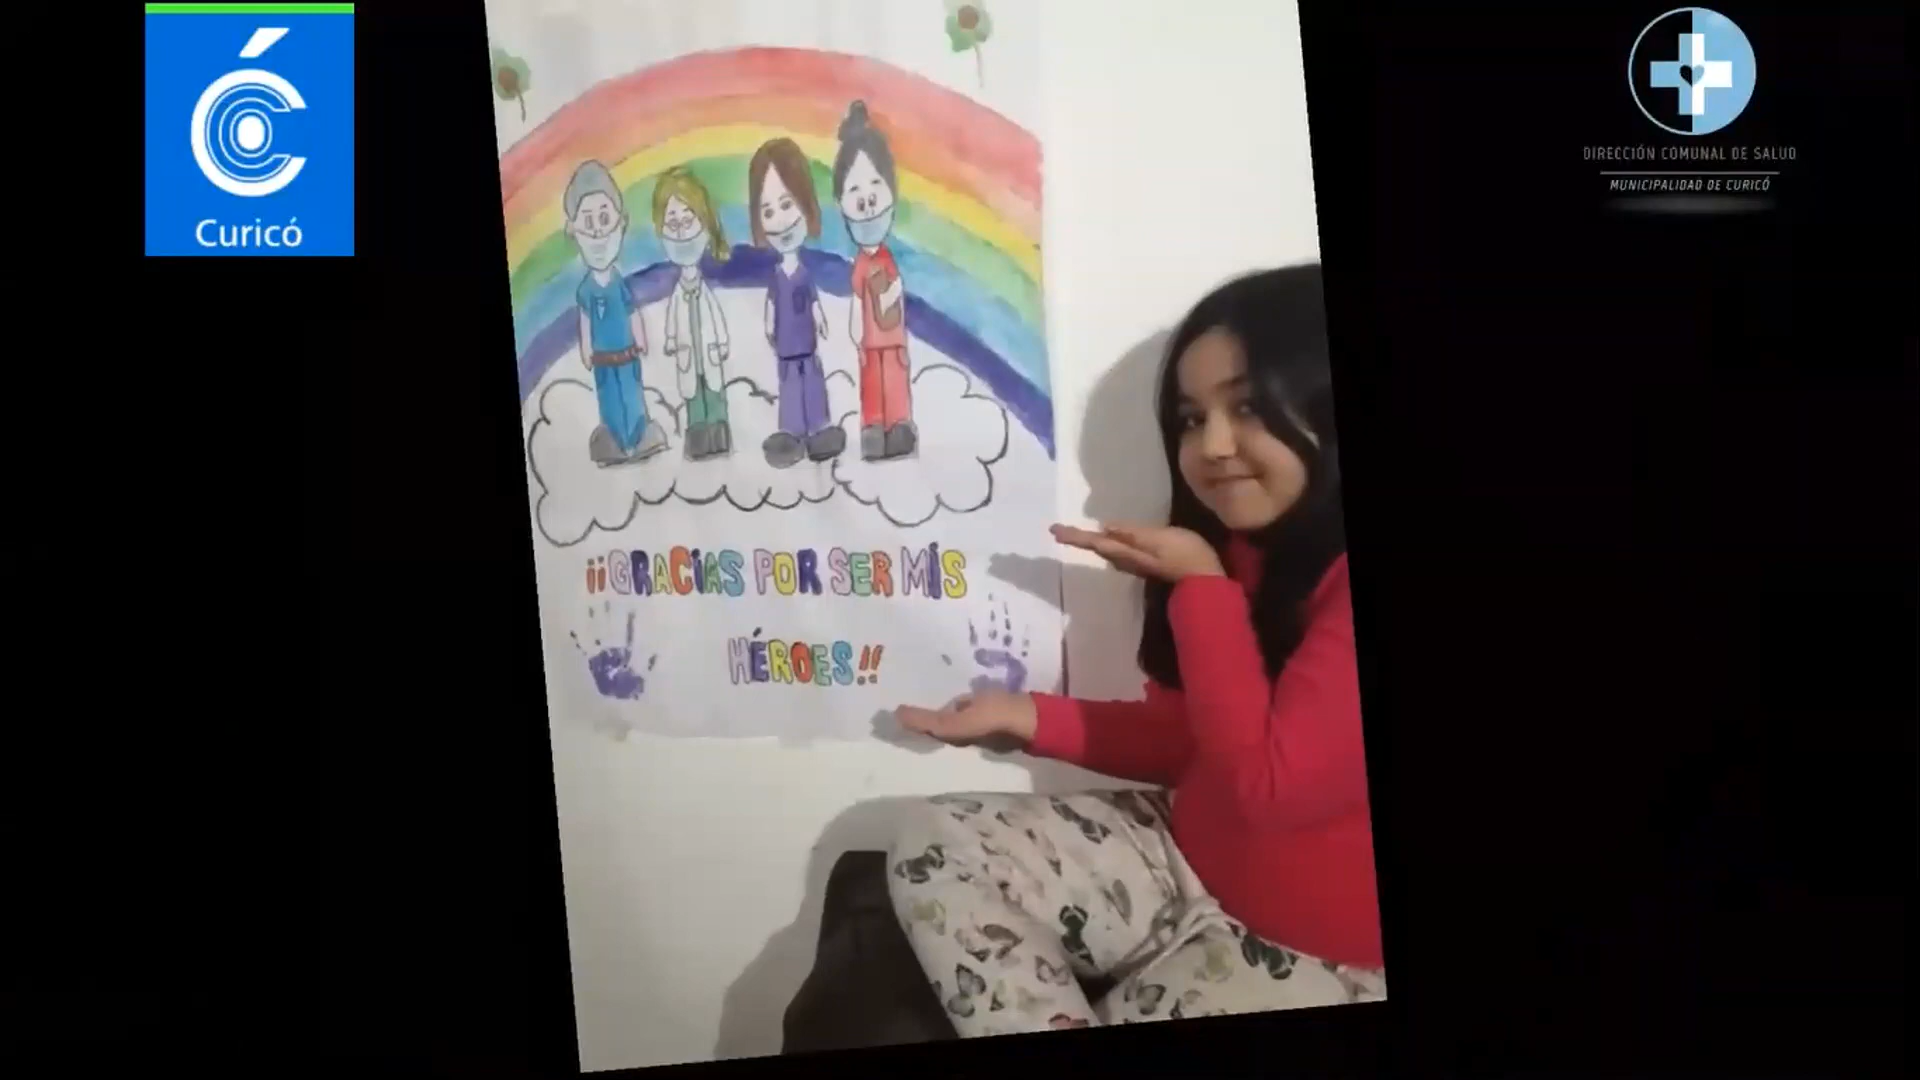 Curicó
DIRECCIÓN COMUNAL DE SALUD
MUNICIPALIDAD DE CURICÓ
¡¡GRACIAS POR SER MIS
HÉROES!!